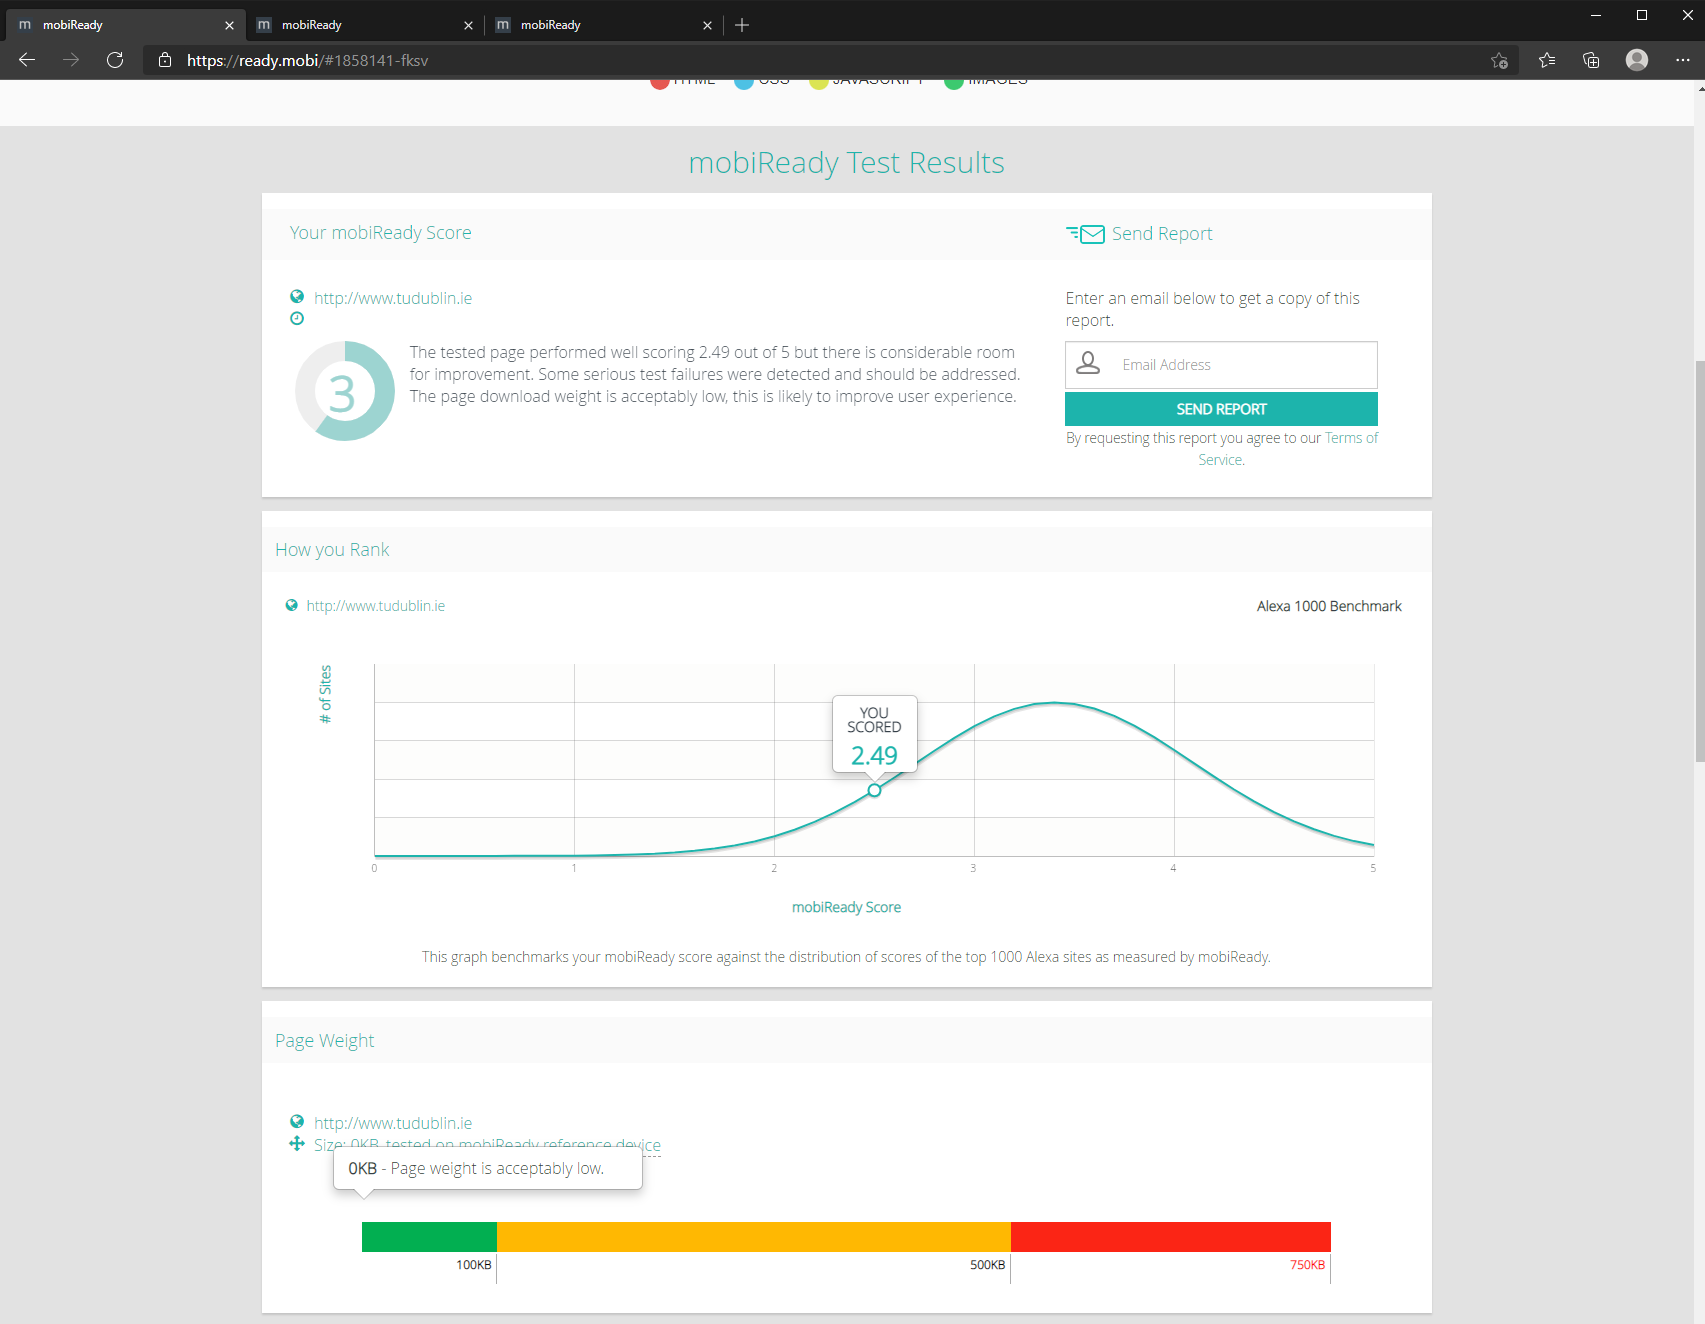 mobiReady
mobiReady
mobiReady
https://ready.mobi/#1858141-fksv
HTML CSS JAVASCRIPT IMAGES
mobiReady Test Results
Your mobiReady Score
Send Report
http://www.tudublin.ie
3
The tested page performed well scoring 2.49 out of 5 but there is considerable room
for improvement. Some serious test failures were detected and should be addressed.
The page download weight is acceptably low, this is likely to improve user experience.
Enter an email below to get a copy of this
report.
Email Address
SEND REPORT
By requesting this report you agree to our Terms of
Service.
How you Rank
http://www.tudublin.ie
Alexa 1000 Benchmark
# of Sites
YOU
SCORED
2.49
0 1 2 3 4 5
mobiReady Score
This graph benchmarks your mobiReady score against the distribution of scores of the top 1000 Alexa sites as measured by mobiReady.
Page Weight
http://www.tudublin.ie
Size: 0KB, tested on mobiReady reference device
0KB - Page weight is acceptably low.
100KB 500KB 750KB